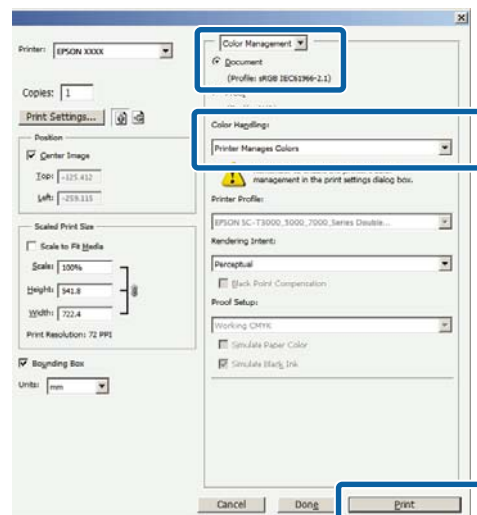 Printer: EPSON XXXX
Copies: 1
Print Settings...
Position
Center Image
Top: -125.412
Left: -259.115
Scaled Print Size
Scale to Fit Media
Scale: 100%
Height: 541.8
Width: 722.4
Print Resolution: 72 PPI
Bounding Box
Units: mm
Color Management
Document
(Profile: sRGB IEC61966-2.1)
Color Handling:
Printer Manages Colors
management in the print settings dialog box.
Printer Profile:
EPSON SC-T3000_5000_7000_Series Double...
Rendering Intent:
Perceptual
Black Point Compensation
Proof Setup:
Working CMYK
Simulate Paper Color
Simulate Black Ink
Cancel
Done
Print